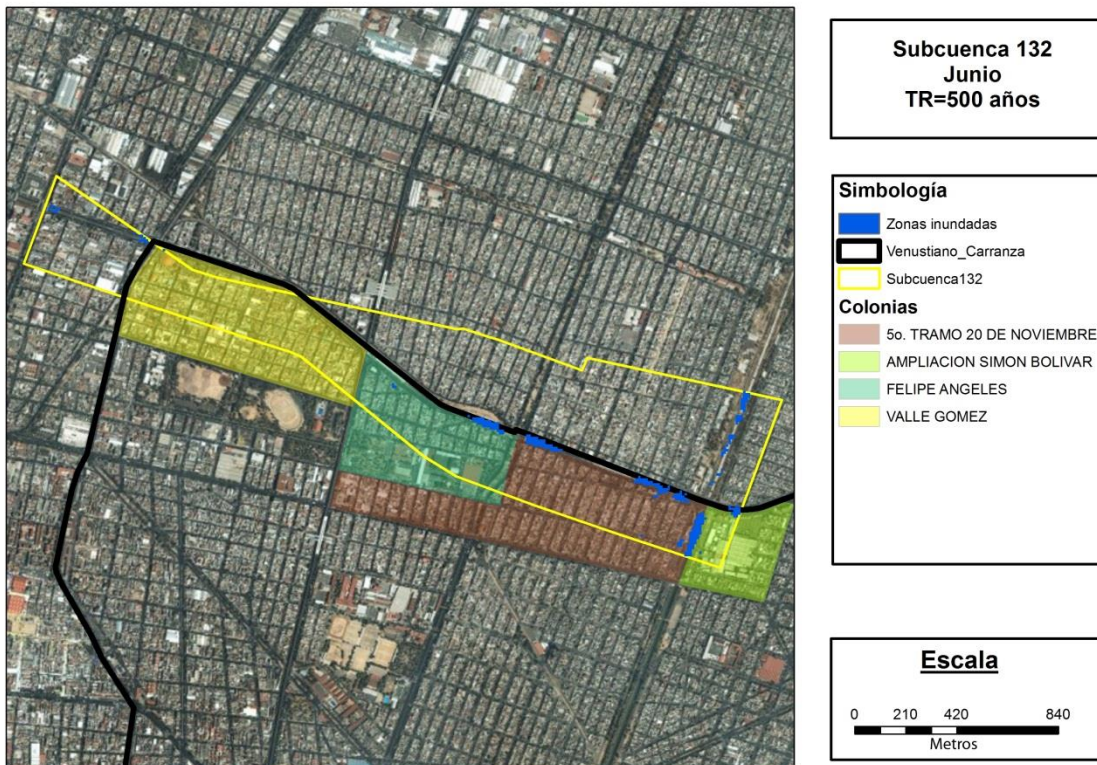 Subcuenca 132
Junio
TR=500 años
Simbología
Zonas inundadas
Venustiano_Carranza
Subcuenca132
Colonias
5o. TRAMO 20 DE NOVIEMBRE
AMPLIACION SIMON BOLIVAR
FELIPE ANGELES
VALLE GOMEZ
Escala
0 210 420 840
Metros